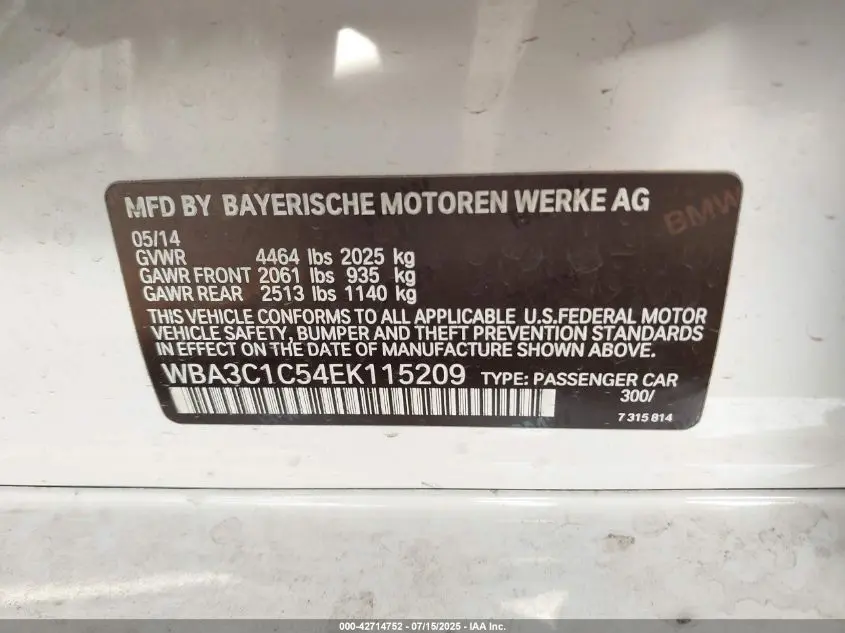 MFD BY BAYERISCHE MOTOREN WERKE AG
BMW
05/14
GVWR 4464 lbs 2025 kg
GAWR FRONT 2061 lbs 935 kg
GAWR REAR 2513 lbs 1140 kg
THIS VEHICLE CONFORMS TO ALL APPLICABLE U.S.FEDERAL MOTOR
VEHICLE SAFETY, BUMPER AND THEFT PREVENTION STANDARDS
IN EFFECT ON THE DATE OF MANUFACTURE SHOWN ABOVE.
WBA3C1C54EK115209 TYPE: PASSENGER CAR
300/
7 315 814
000-42714752 - 07/15/2025 - IAA Inc.